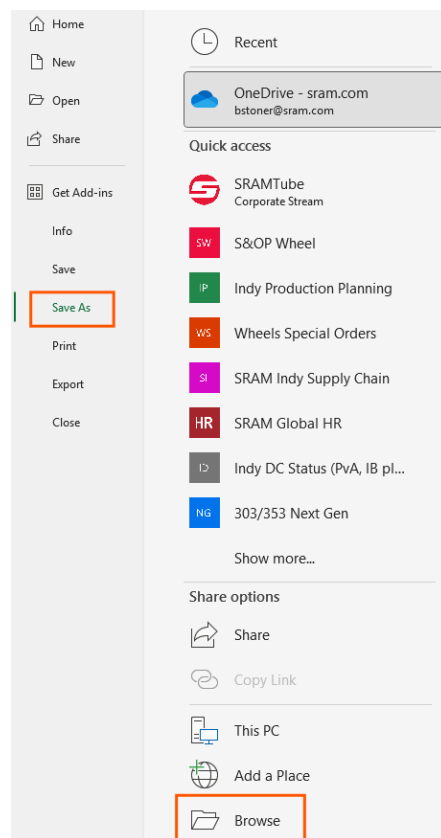 Home
New
Open
Share
Get Add-ins
Info
Save
Save As
Print
Export
Close
Recent
OneDrive - sram.com
bstoner@sram.com
Quick access
SRAMTube
Corporate Stream
SW S&OP Wheel
IP Indy Production Planning
WS Wheels Special Orders
SI SRAM Indy Supply Chain
HR SRAM Global HR
ID Indy DC Status (PvA, IB pl...
NG 303/353 Next Gen
Show more...
Share options
Share
Copy Link
This PC
Add a Place
Browse